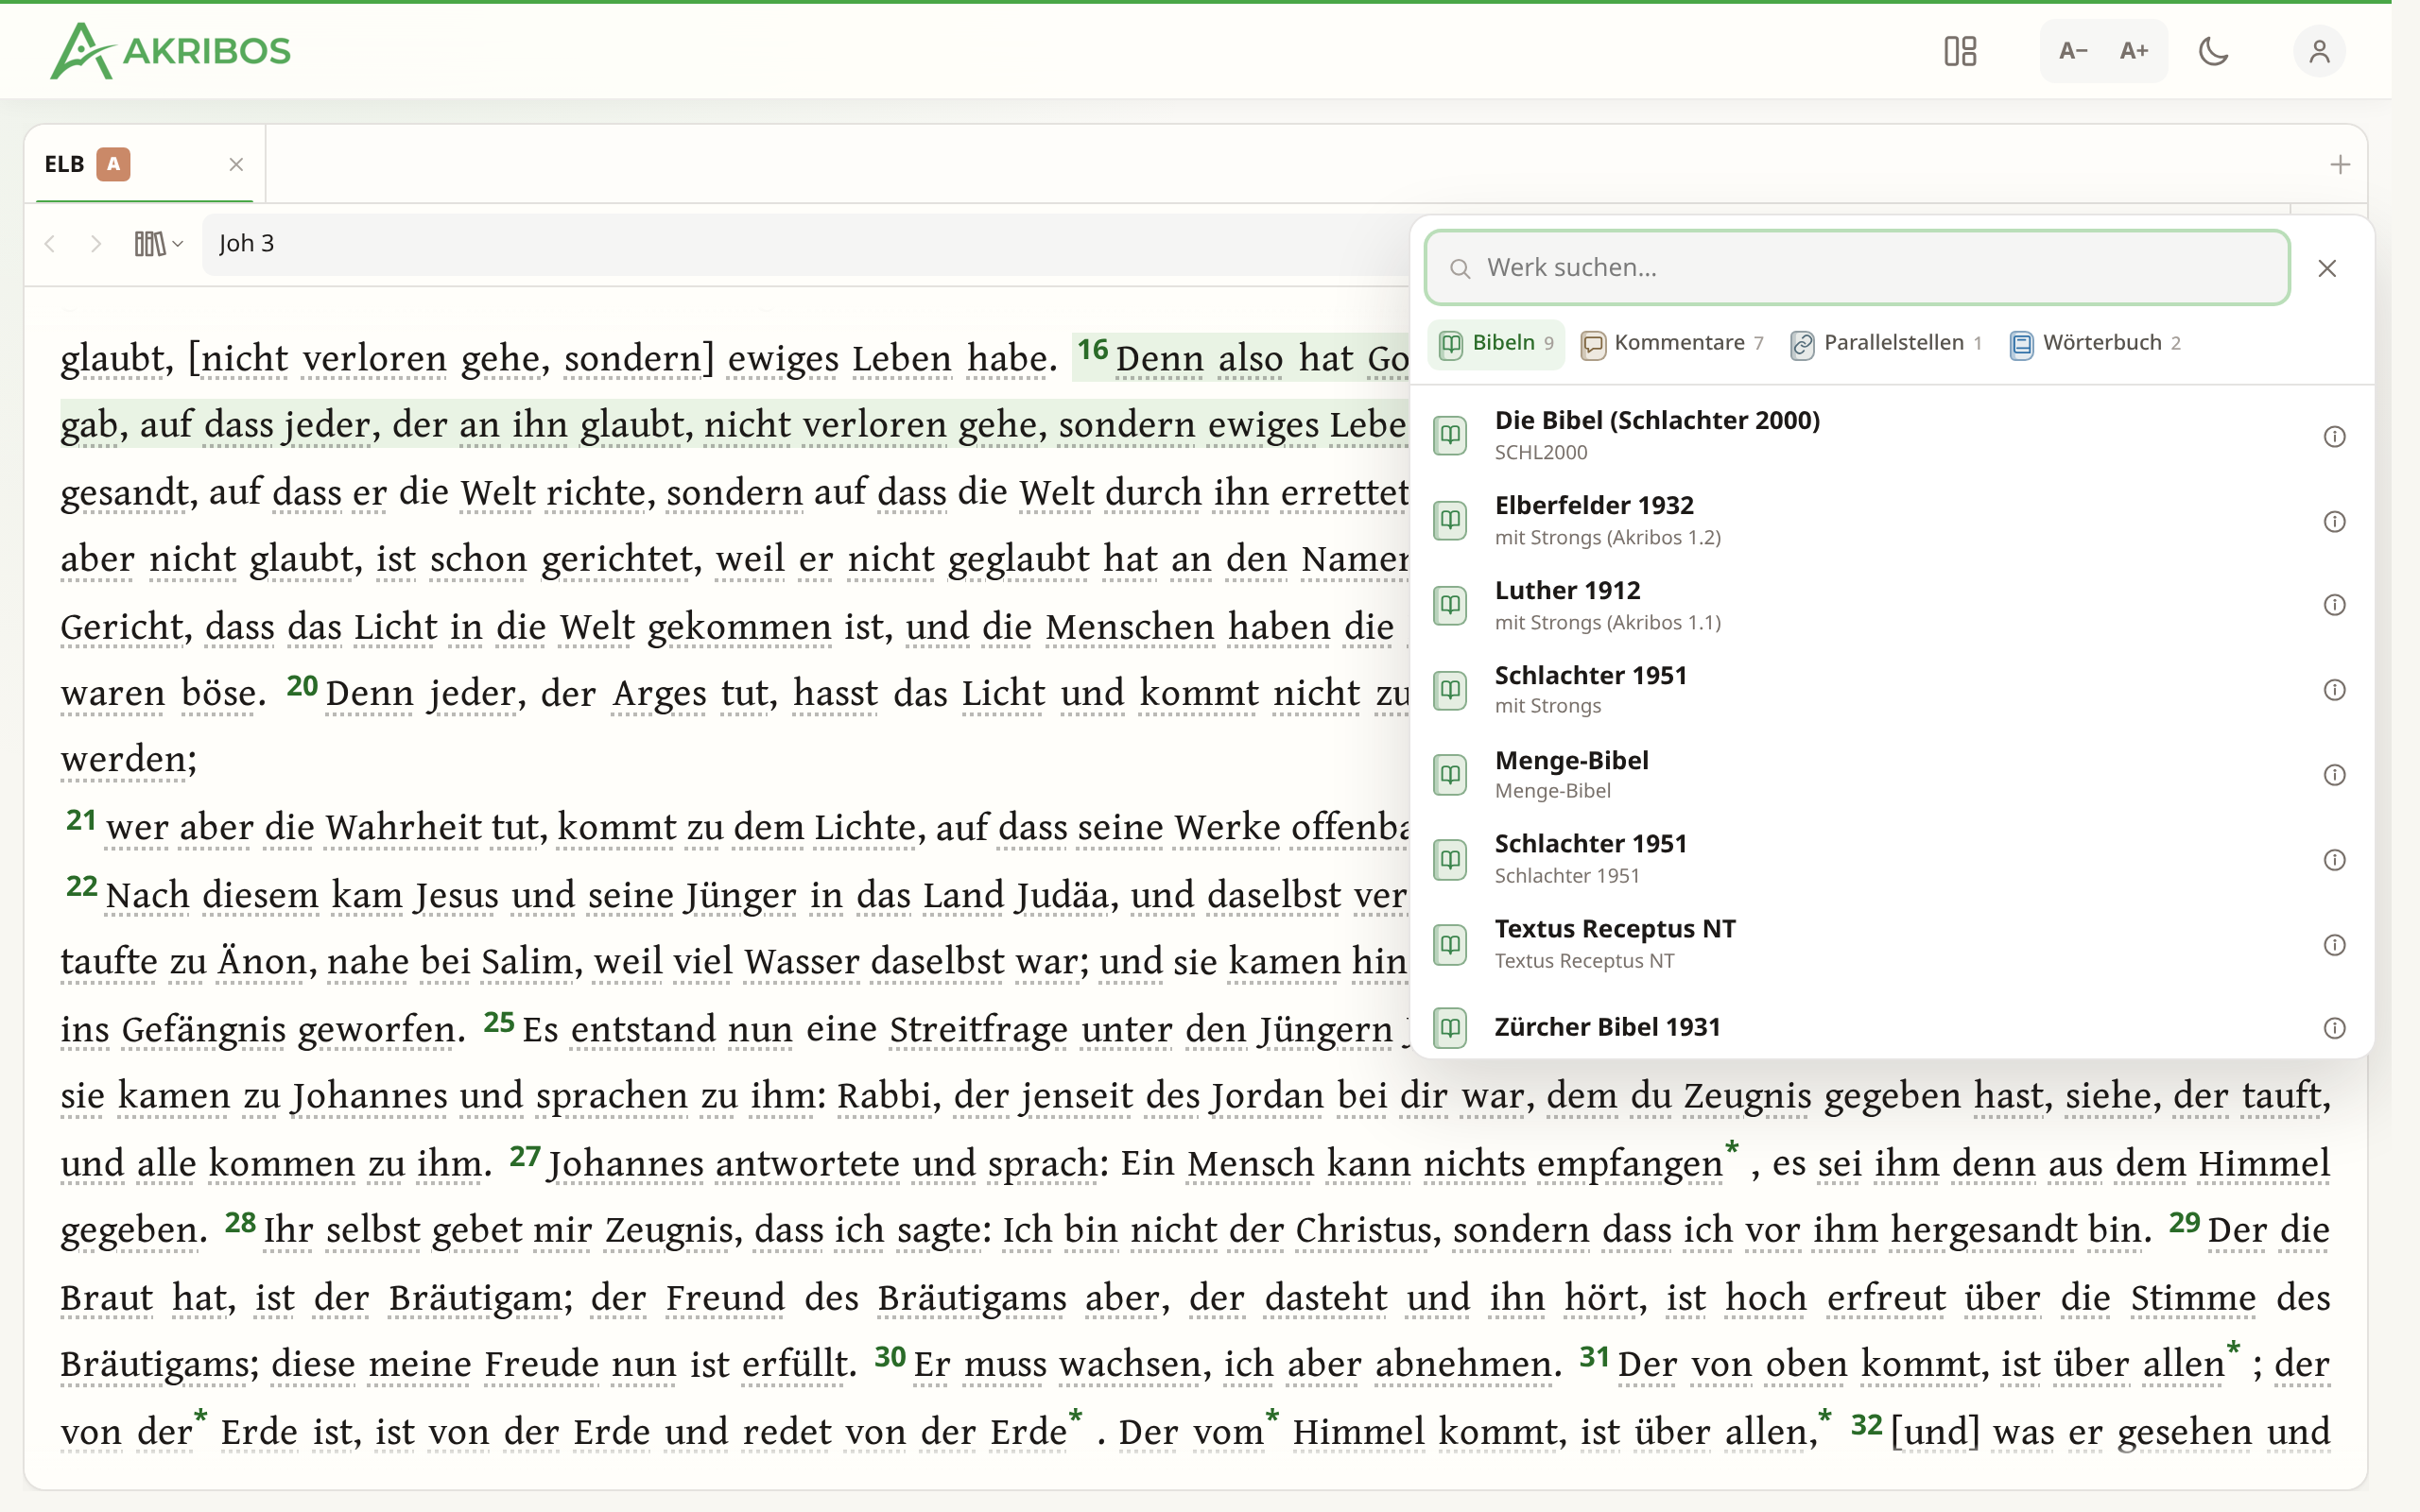 AKRIBOS
A− A+
ELB A
Joh 3
glaubt, [nicht verloren gehe, sondern] ewiges Leben habe. 16 Denn also hat Go
gab, auf dass jeder, der an ihn glaubt, nicht verloren gehe, sondern ewiges Lebe
gesandt, auf dass er die Welt richte, sondern auf dass die Welt durch ihn errettet
aber nicht glaubt, ist schon gerichtet, weil er nicht geglaubt hat an den Namen
Gericht, dass das Licht in die Welt gekommen ist, und die Menschen haben die
waren böse. 20 Denn jeder, der Arges tut, hasst das Licht und kommt nicht zu
werden;
21 wer aber die Wahrheit tut, kommt zu dem Lichte, auf dass seine Werke offenba
22 Nach diesem kam Jesus und seine Jünger in das Land Judäa, und daselbst ver
taufte zu Änon, nahe bei Salim, weil viel Wasser daselbst war; und sie kamen hin
ins Gefängnis geworfen. 25 Es entstand nun eine Streitfrage unter den Jüngern
sie kamen zu Johannes und sprachen zu ihm: Rabbi, der jenseit des Jordan bei dir war, dem du Zeugnis gegeben hast, siehe, der tauft,
und alle kommen zu ihm. 27 Johannes antwortete und sprach: Ein Mensch kann nichts empfangen* , es sei ihm denn aus dem Himmel
gegeben. 28 Ihr selbst gebet mir Zeugnis, dass ich sagte: Ich bin nicht der Christus, sondern dass ich vor ihm hergesandt bin. 29 Der die
Braut hat, ist der Bräutigam; der Freund des Bräutigams aber, der dasteht und ihn hört, ist hoch erfreut über die Stimme des
Bräutigams; diese meine Freude nun ist erfüllt. 30 Er muss wachsen, ich aber abnehmen. 31 Der von oben kommt, ist über allen* ; der
von der* Erde ist, ist von der Erde und redet von der Erde* . Der vom* Himmel kommt, ist über allen,* 32 [und] was er gesehen und
Werk suchen...
Bibeln 9 Kommentare 7 Parallelstellen 1 Wörterbuch 2
Die Bibel (Schlachter 2000)
SCHL2000
Elberfelder 1932
mit Strongs (Akribos 1.2)
Luther 1912
mit Strongs (Akribos 1.1)
Schlachter 1951
mit Strongs
Menge-Bibel
Menge-Bibel
Schlachter 1951
Schlachter 1951
Textus Receptus NT
Textus Receptus NT
Zürcher Bibel 1931